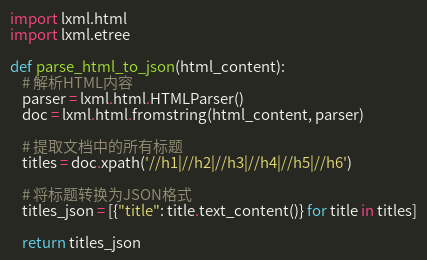 import lxml.html
import lxml.etree
def parse_html_to_json(html_content):
# 解析HTML内容
parser = lxml.html.HTMLParser()
doc = lxml.html.fromstring(html_content, parser)
# 提取文档中的所有标题
titles = doc.xpath('//h1|//h2|//h3|//h4|//h5|//h6')
# 将标题转换为JSON格式
titles_json = [{"title": title.text_content()} for title in titles]
return titles_json